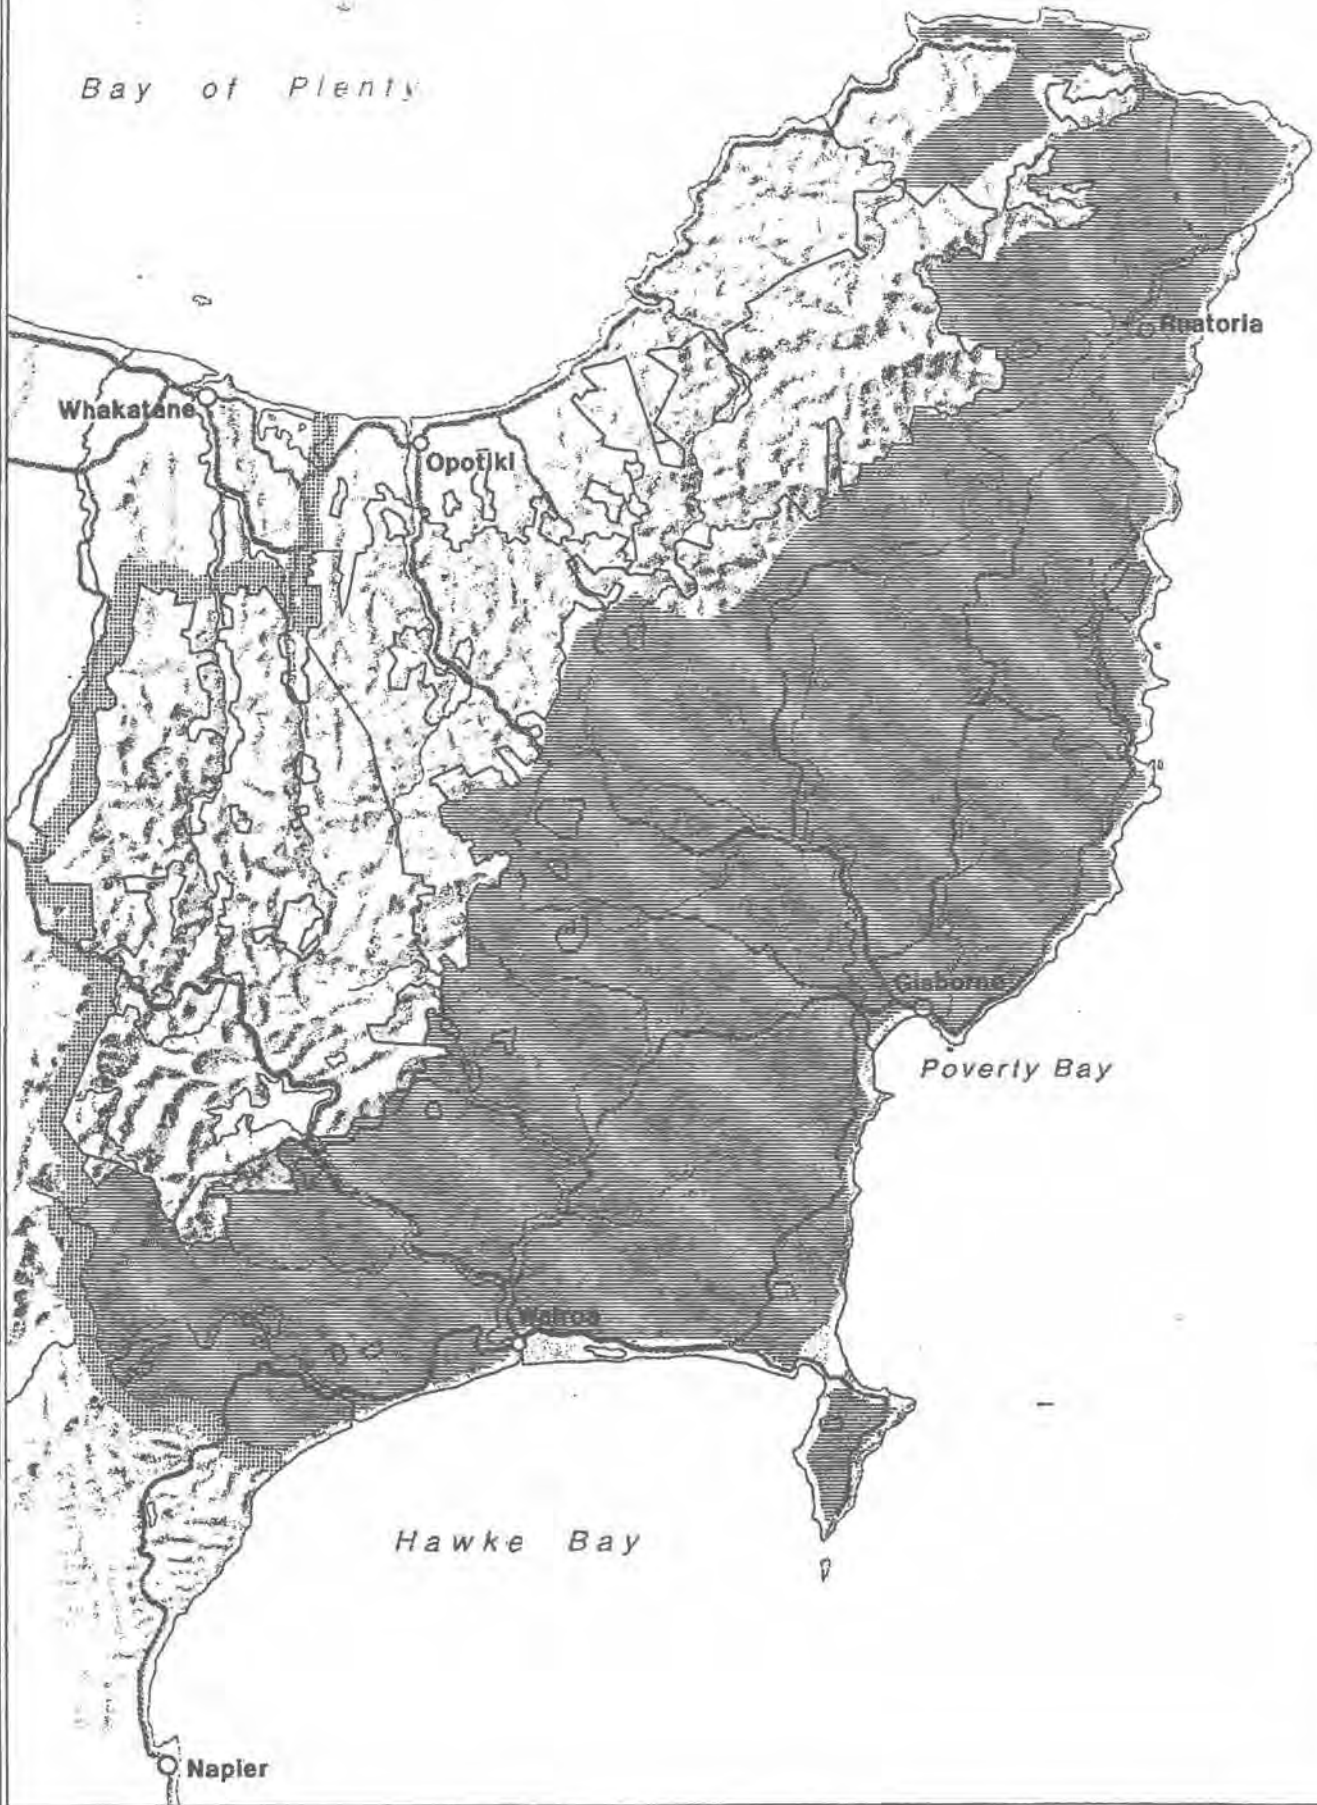 Bay of Plenty
Ruatoria
Whakatane
Opotiki
Gisborne
Poverty Bay
Wairoa
Hawke Bay
Napier